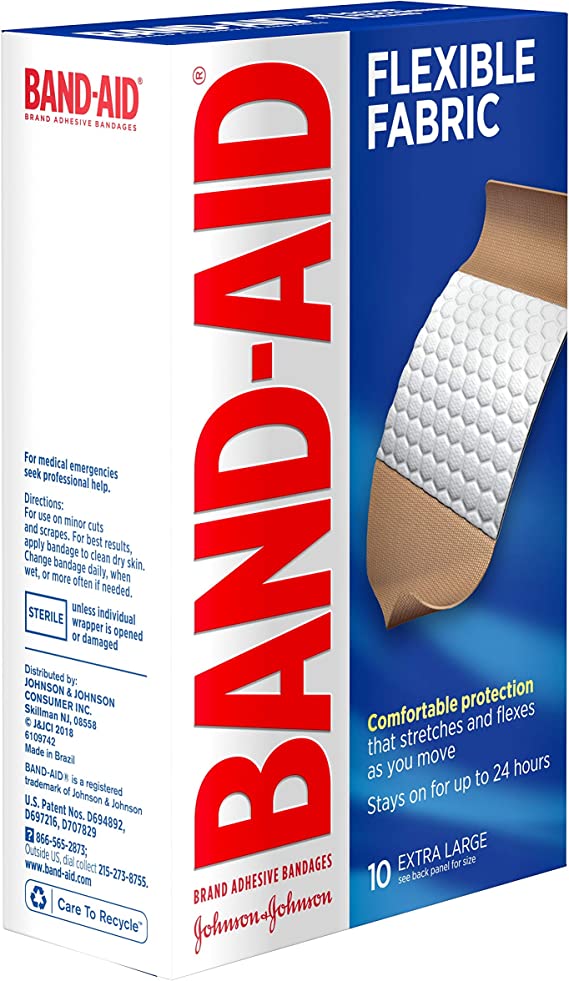 BAND-AID®
BRAND ADHESIVE BANDAGES
For medical emergencies
seek professional help.
Directions:
For use on minor cuts
and scrapes. For best results,
apply bandage to clean dry skin.
Change bandage daily, when
wet, or more often if needed.
STERILE
unless individual
wrapper is opened
or damaged
Distributed by:
JOHNSON & JOHNSON
CONSUMER INC.
Skillman NJ, 08558
© J&JCI 2018
6109742
Made in Brazil
BAND-AID® is a registered
trademark of Johnson & Johnson
U.S. Patent Nos. D694892,
D697216, D707829
866-565-2873;
Outside US, dial collect 215-273-8755.
www.band-aid.com
Care To Recycle™
BAND-AID®
BRAND ADHESIVE BANDAGES
Johnson & Johnson
FLEXIBLE
FABRIC
Comfortable protection
that stretches and flexes
as you move
Stays on for up to 24 hours
10 EXTRA LARGE
see back panel for size